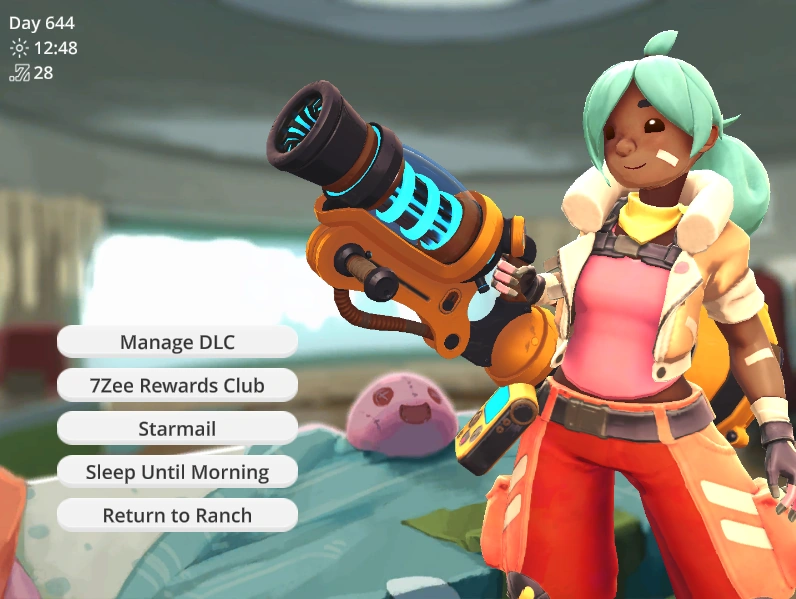 Day 644
12:48
28
Manage DLC
7Zee Rewards Club
Starmail
Sleep Until Morning
Return to Ranch